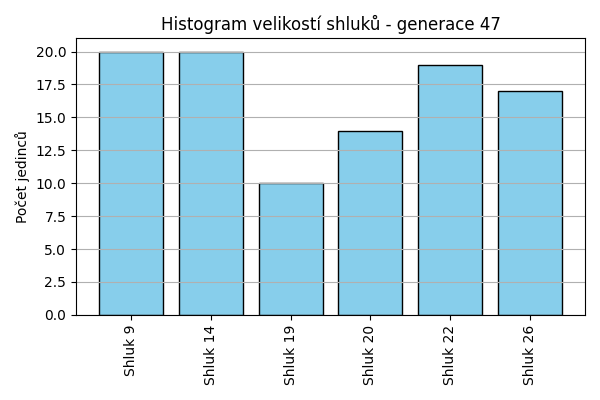 Histogram velikostí shluků - generace 47
Počet jedinců
20.0
17.5
15.0
12.5
10.0
7.5
5.0
2.5
0.0
Shluk 9
Shluk 14
Shluk 19
Shluk 20
Shluk 22
Shluk 26